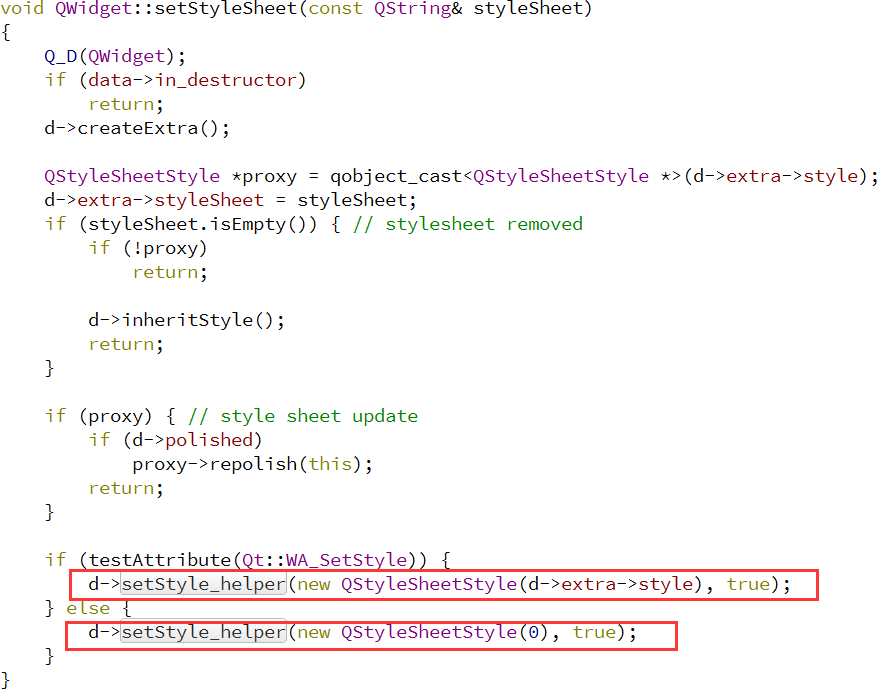 void QWidget::setStyleSheet(const QString& styleSheet)
{
    Q_D(QWidget);
    if (data->in_destructor)
        return;
    d->createExtra();

    QStyleSheetStyle *proxy = qobject_cast<QStyleSheetStyle *>(d->extra->style);
    d->extra->styleSheet = styleSheet;
    if (styleSheet.isEmpty()) { // stylesheet removed
        if (!proxy)
            return;

        d->inheritStyle();
        return;
    }

    if (proxy) { // style sheet update
        if (d->polished)
            proxy->repolish(this);
        return;
    }

    if (testAttribute(Qt::WA_SetStyle)) {
        d->setStyle_helper(new QStyleSheetStyle(d->extra->style), true);
    } else {
        d->setStyle_helper(new QStyleSheetStyle(0), true);
    }
}